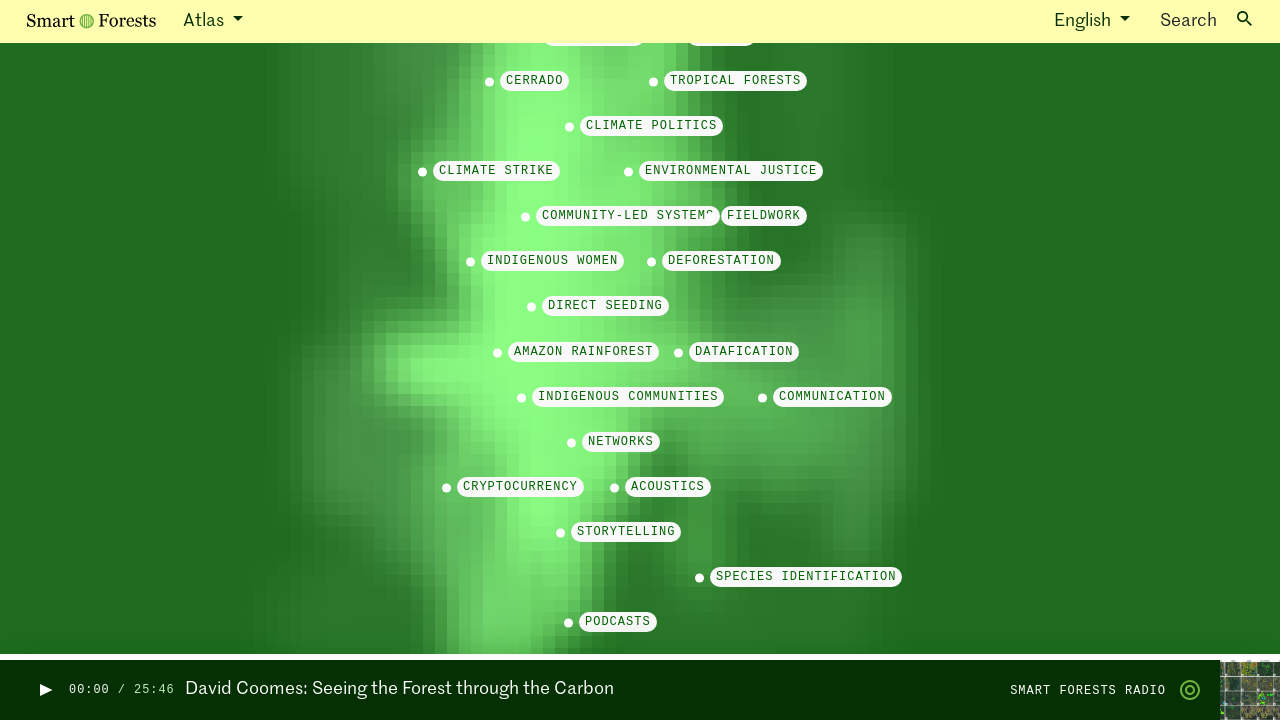 Smart Forests
Atlas
English
Search
CERRADO
TROPICAL FORESTS
CLIMATE POLITICS
CLIMATE STRIKE
ENVIRONMENTAL JUSTICE
COMMUNITY-LED SYSTEMS
FIELDWORK
INDIGENOUS WOMEN
DEFORESTATION
DIRECT SEEDING
AMAZON RAINFOREST
DATAFICATION
INDIGENOUS COMMUNITIES
COMMUNICATION
NETWORKS
CRYPTOCURRENCY
ACOUSTICS
STORYTELLING
SPECIES IDENTIFICATION
PODCASTS
00:00 / 25:46
David Coomes: Seeing the Forest through the Carbon
SMART FORESTS RADIO